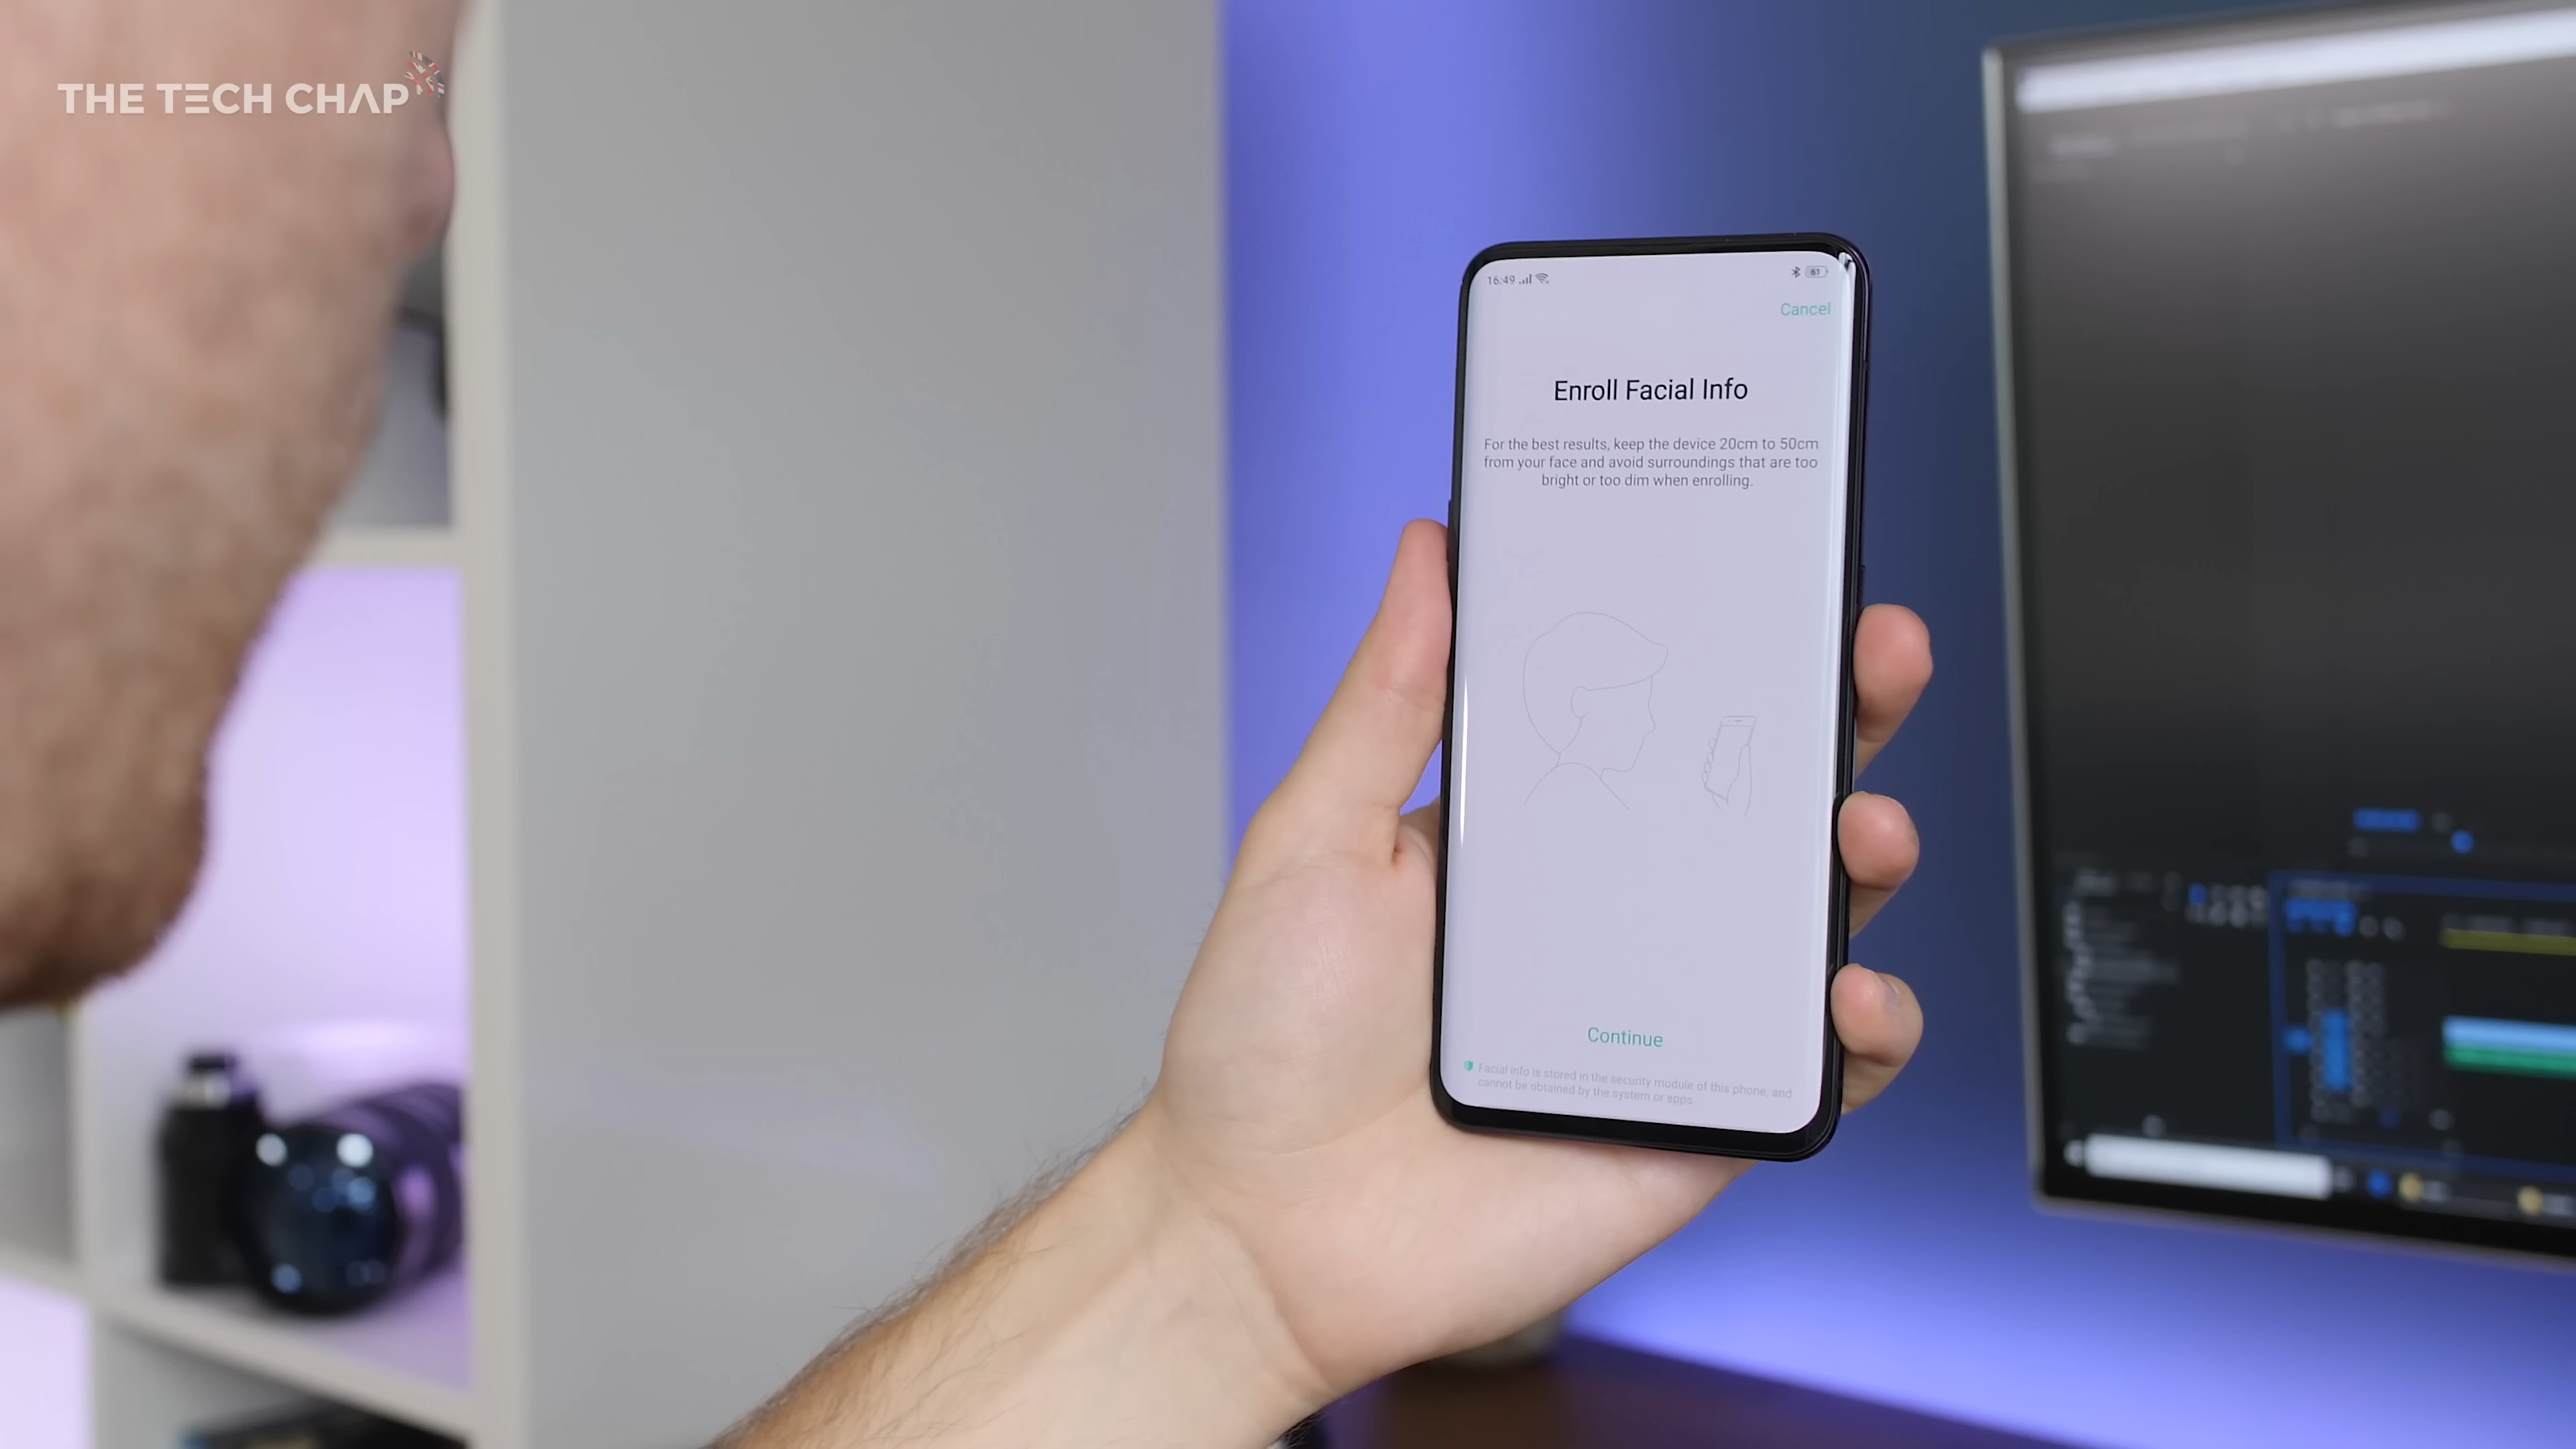 THE TECH CHAP
16:49
61
Cancel
Enroll Facial Info
For the best results, keep the device 20cm to 50cm
from your face and avoid surroundings that are too
bright or too dim when enrolling.
Continue
Facial info is stored in the security module of this phone, and
cannot be obtained by the system or apps.